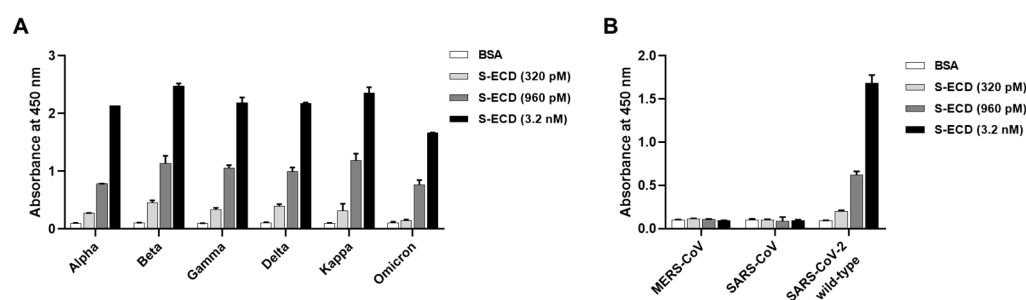 A
Absorbance at 450 nm
3
2
1
0
Alpha
Beta
Gamma
Delta
Kappa
Omicron
BSA
S-ECD (320 pM)
S-ECD (960 pM)
S-ECD (3.2 nM)
B
Absorbance at 450 nm
2.0
1.5
1.0
0.5
0.0
MERS-CoV
SARS-CoV
SARS-CoV-2
wild-type
BSA
S-ECD (320 pM)
S-ECD (960 pM)
S-ECD (3.2 nM)